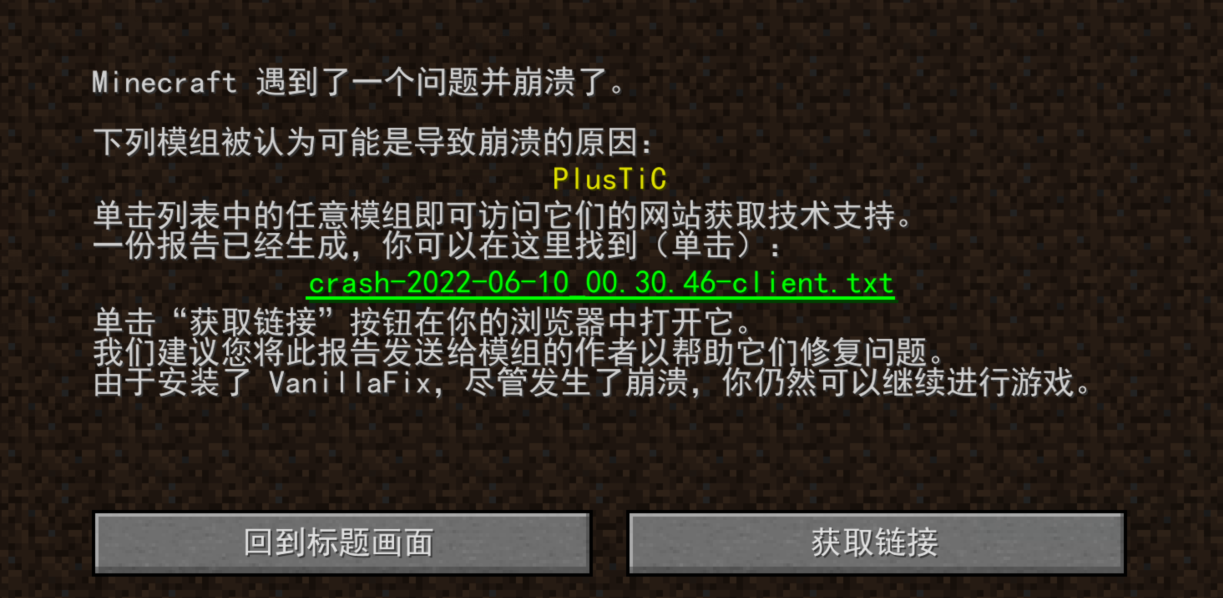 Minecraft 遇到了一个问题并崩溃了。
下列模组被认为可能是导致崩溃的原因:
PlusTiC
单击列表中的任意模组即可访问它们的网站获取技术支持。
一份报告已经生成，你可以在这里找到（单击）:
crash-2022-06-10_00.30.46-client.txt
单击“获取链接”按钮在你的浏览器中打开它。
我们建议您将此报告发送给模组的作者以帮助它们修复问题。
由于安装了 VanillaFix，尽管发生了崩溃，你仍然可以继续进行游戏。
回到标题画面
获取链接